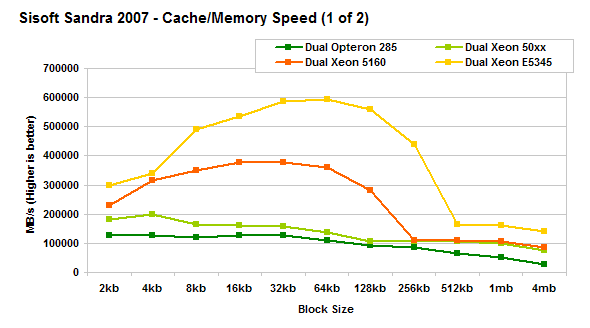 Sisoft Sandra 2007 - Cache/Memory Speed (1 of 2)
Dual Opteron 285 Dual Xeon 50xx
Dual Xeon 5160 Dual Xeon E5345
MB/s (Higher is better)
700000
600000
500000
400000
300000
200000
100000
0
2kb 4kb 8kb 16kb 32kb 64kb 128kb 256kb 512kb 1mb 4mb
Block Size